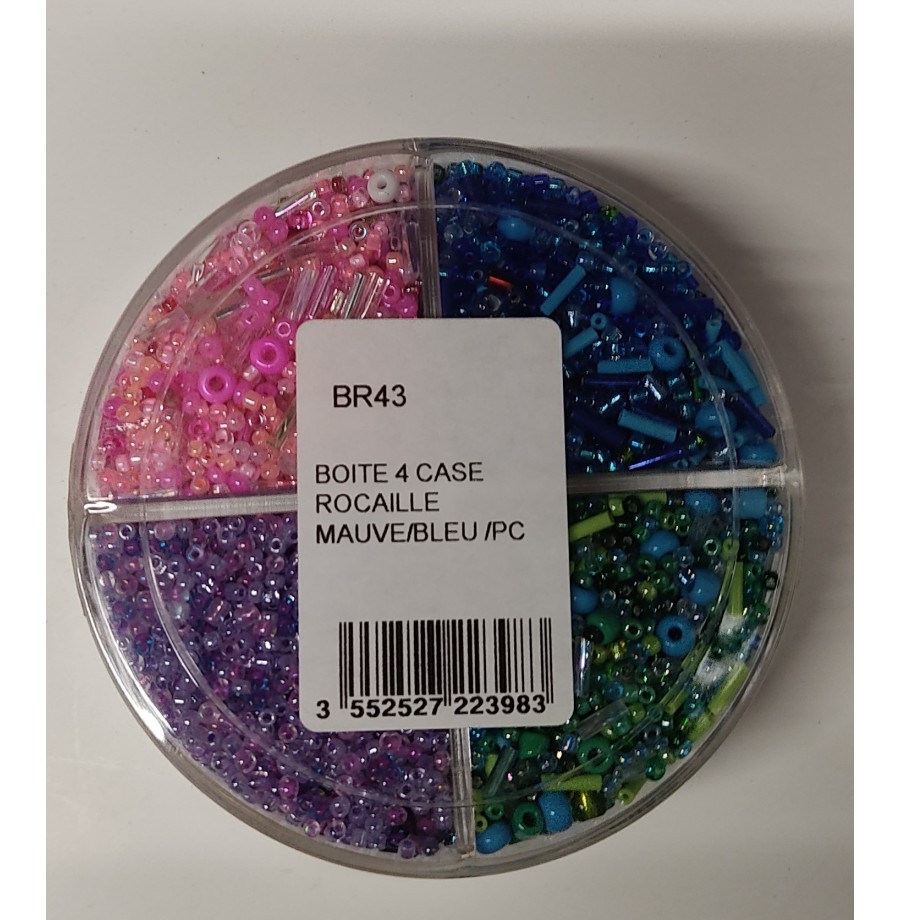 BR43
BOITE 4 CASE
ROCAILLE
MAUVE/BLEU /PC
3 552527 223983